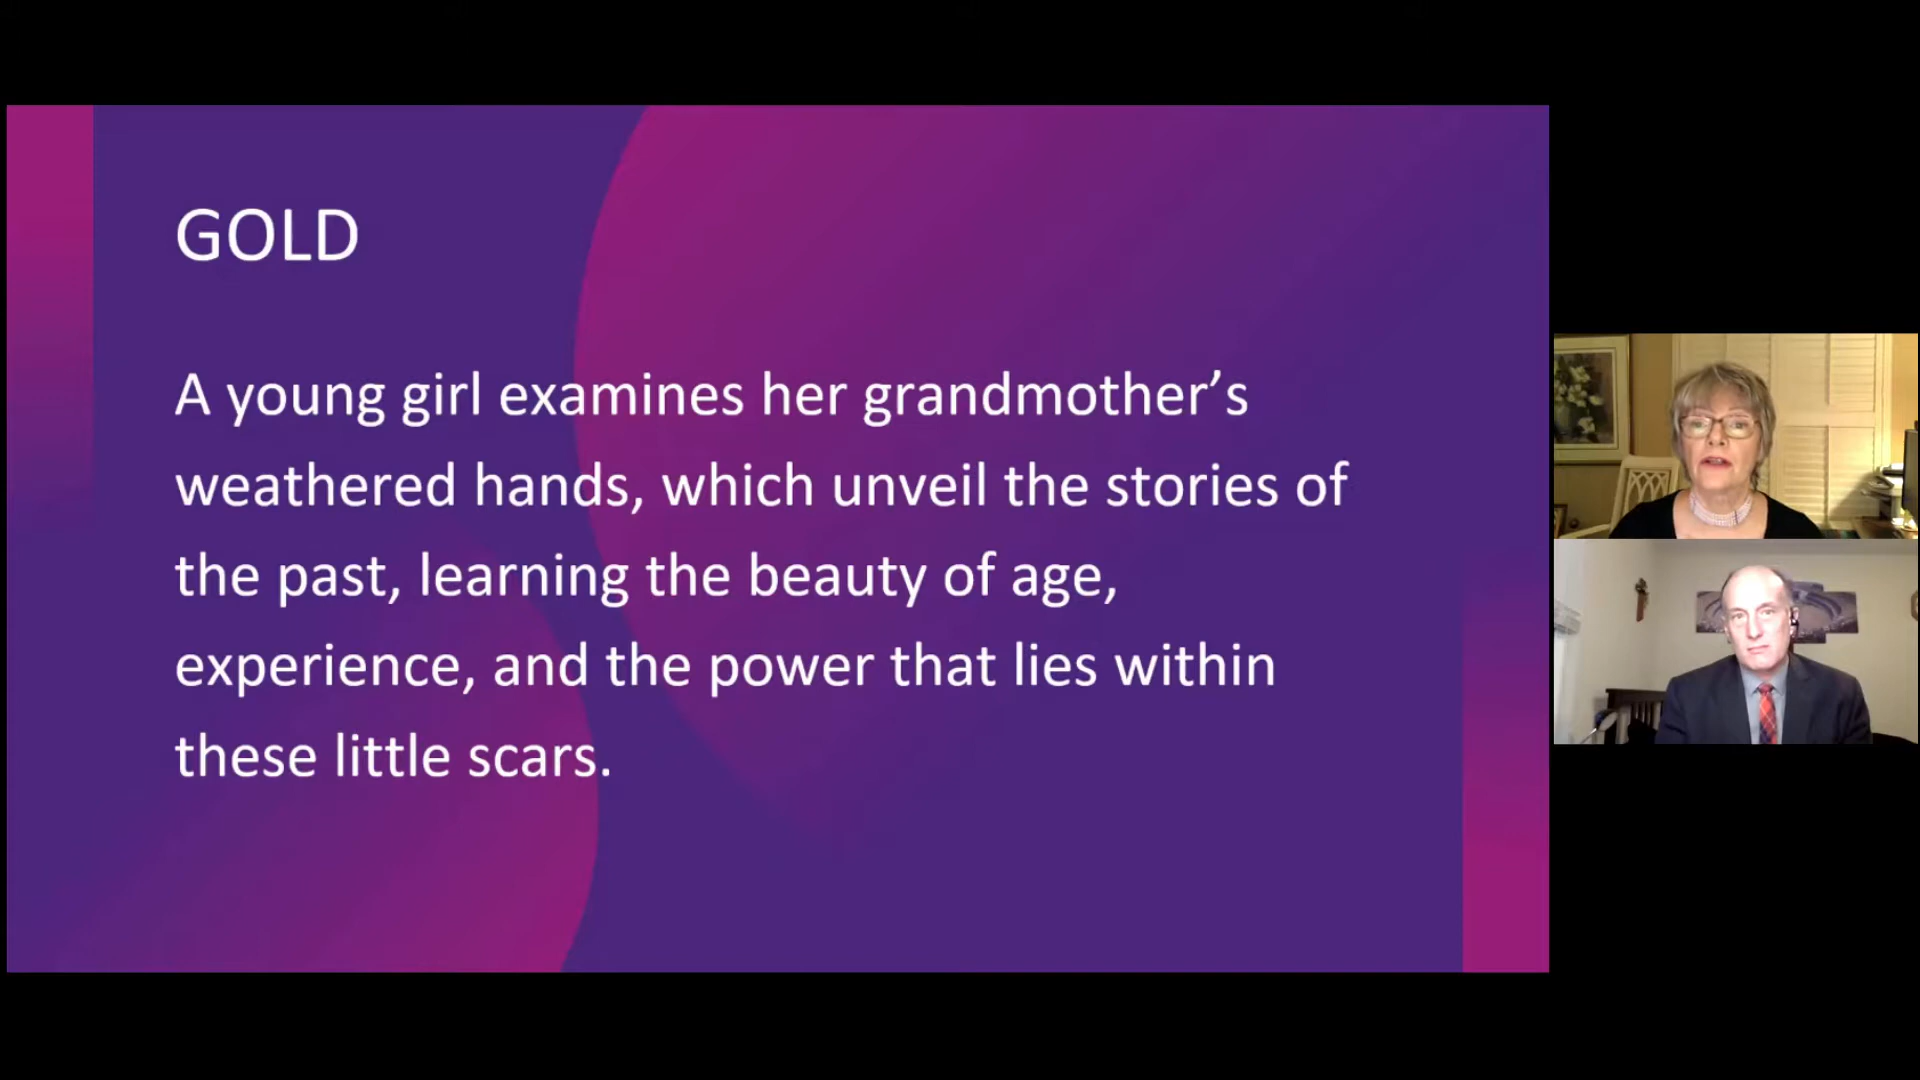 GOLD
A young girl examines her grandmother’s
weathered hands, which unveil the stories of
the past, learning the beauty of age,
experience, and the power that lies within
these little scars.